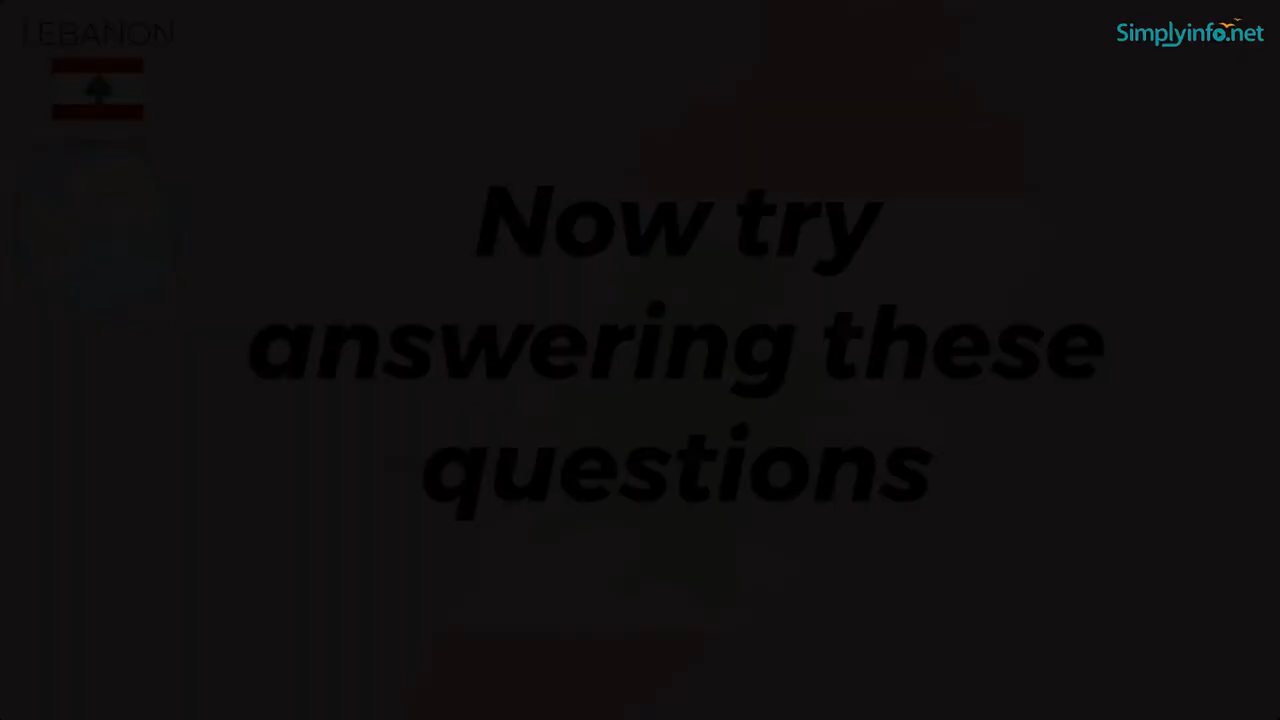 LEBANON
Simplyinfo.net
Now try
answering these
questions